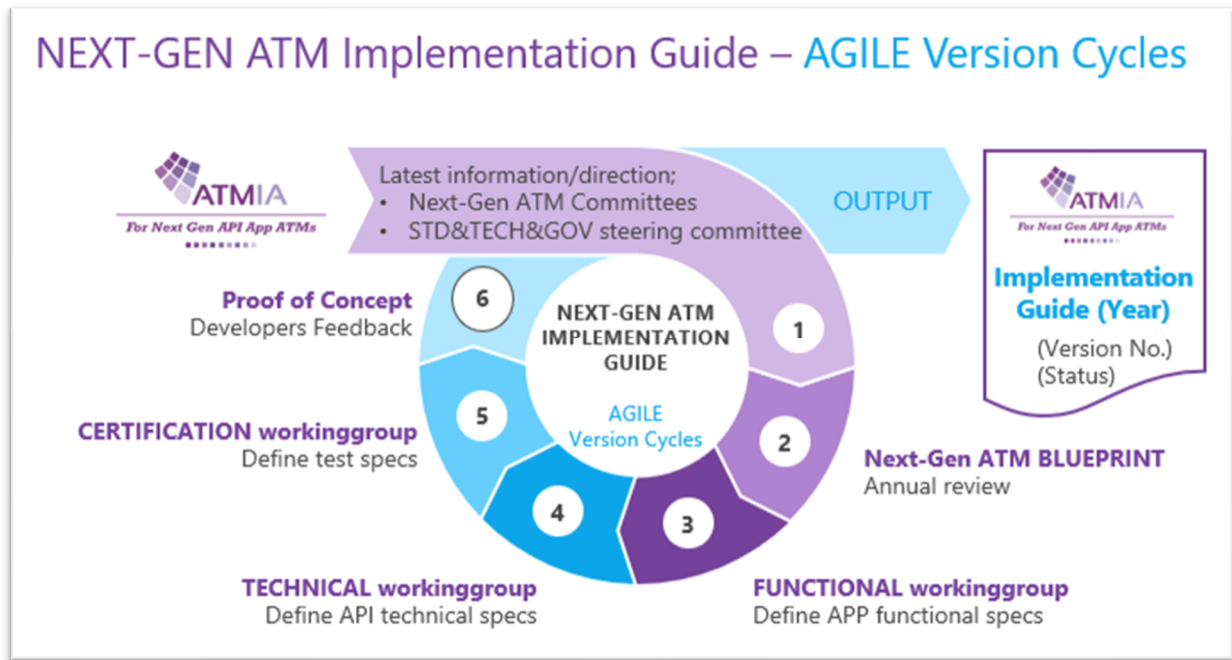 NEXT-GEN ATM Implementation Guide – AGILE Version Cycles
ATMIA
For Next Gen API App ATMs
Latest information/direction;
• Next-Gen ATM Committees
• STD&TECH&GOV steering committee
OUTPUT
ATMIA
For Next Gen API App ATMs
Implementation
Guide (Year)
(Version No.)
(Status)
NEXT-GEN ATM
IMPLEMENTATION
GUIDE
AGILE
Version Cycles
1
2
Next-Gen ATM BLUEPRINT
Annual review
3
FUNCTIONAL workinggroup
Define APP functional specs
4
TECHNICAL workinggroup
Define API technical specs
5
CERTIFICATION workinggroup
Define test specs
6
Proof of Concept
Developers Feedback